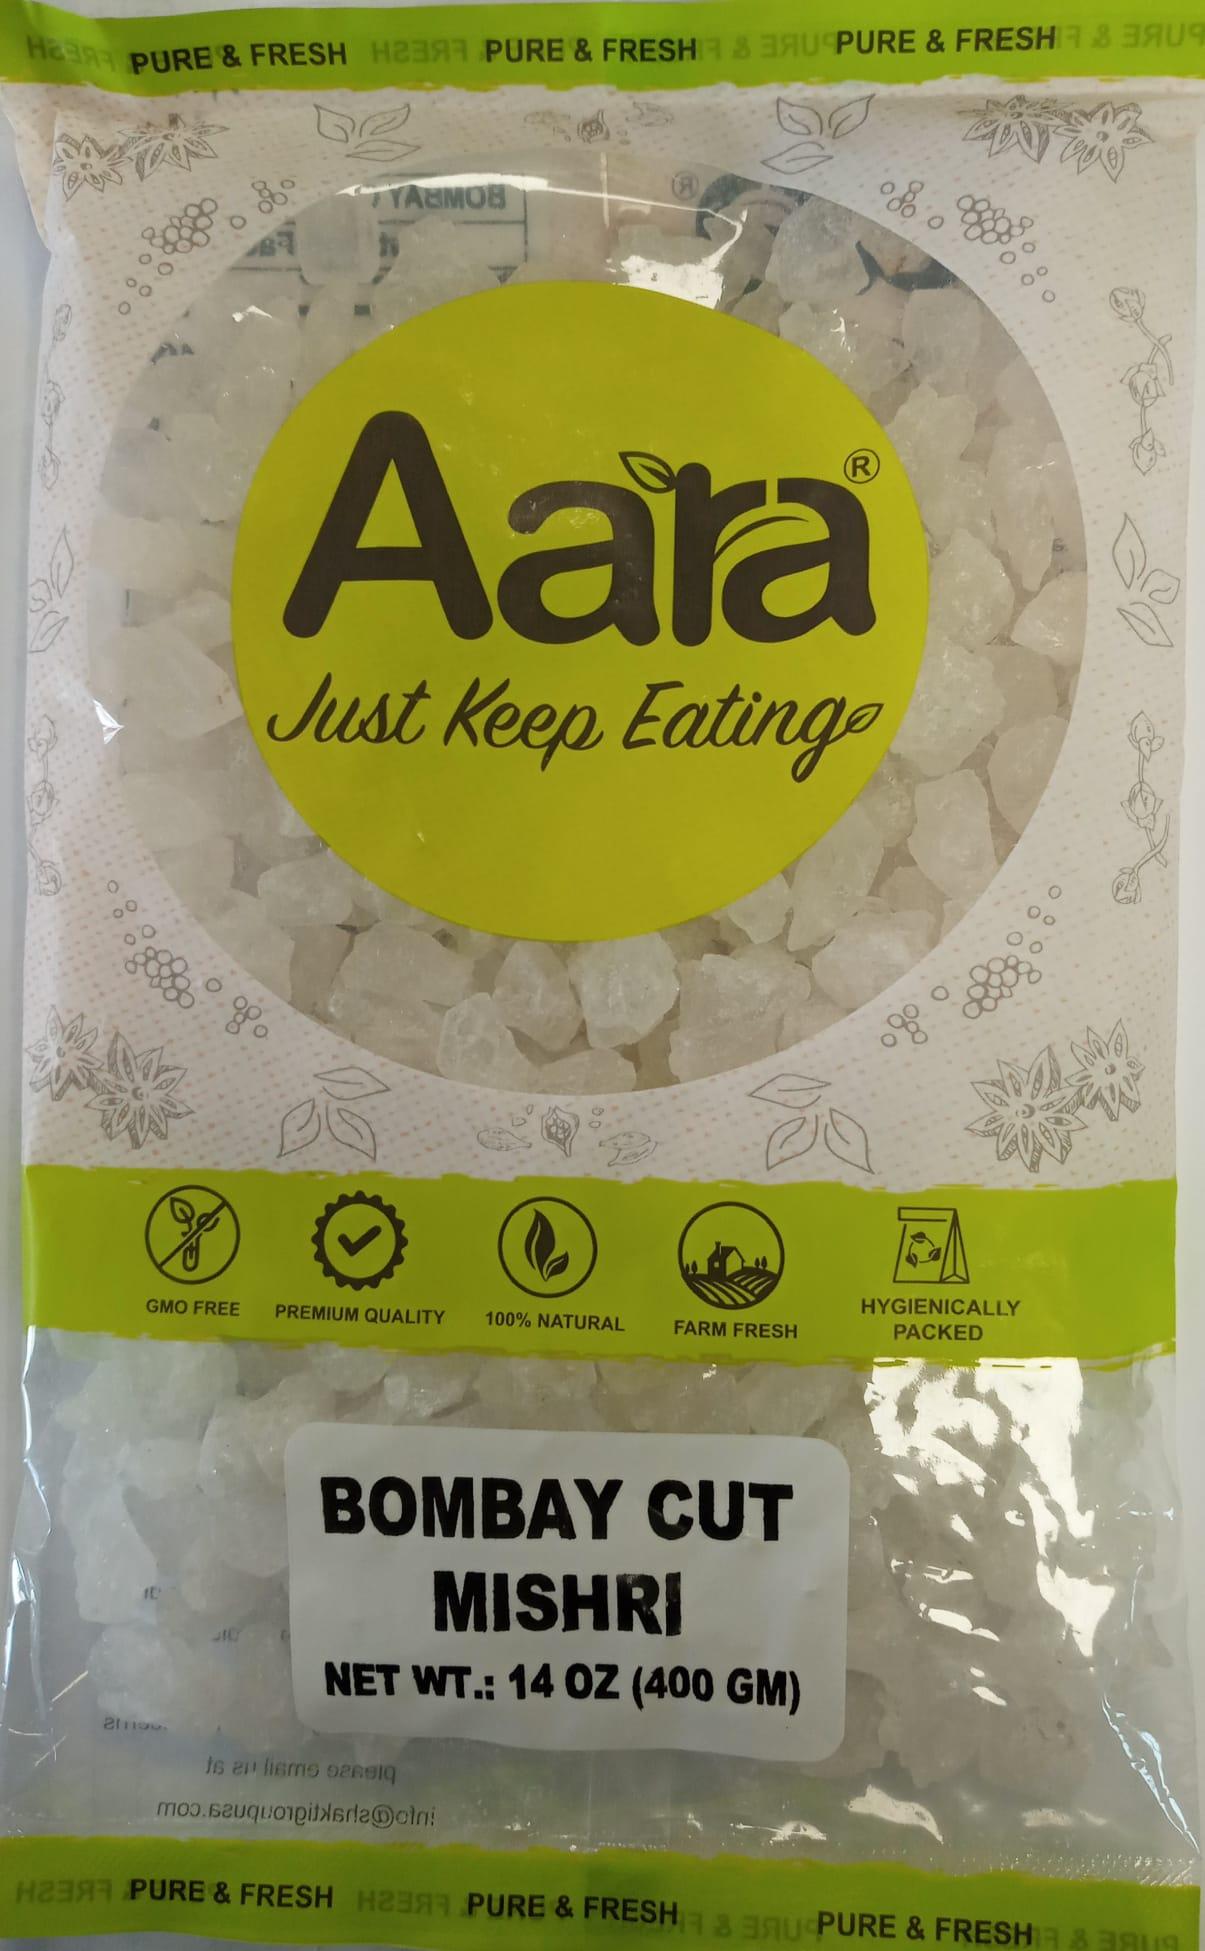 PURE & FRESH PURE & FRESH PURE & FRESH
BOMBAY
Aara®
Just Keep Eating
GMO FREE
PREMIUM QUALITY
100% NATURAL
FARM FRESH
HYGIENICALLY
PACKED
BOMBAY CUT
MISHRI
NET WT.: 14 OZ (400 GM)
please email us at
info@shaktigroupusa.com
PURE & FRESH PURE & FRESH PURE & FRESH